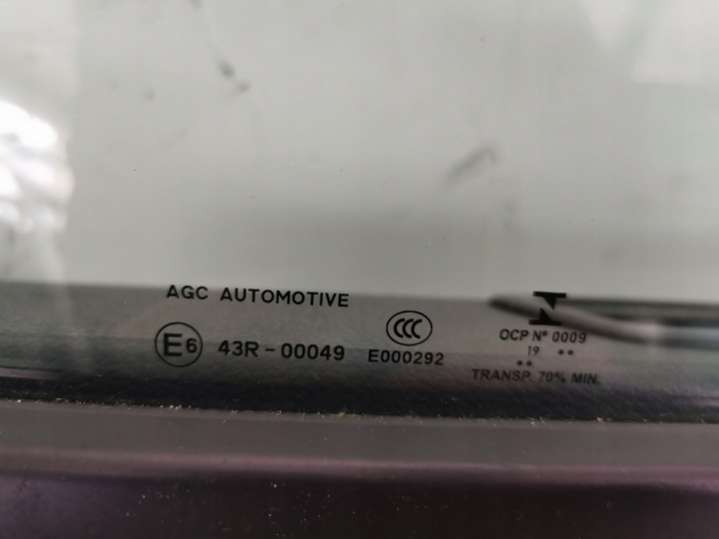 AGC AUTOMOTIVE
E6 43R-00049
CCC
E000292
OCP Nº 0009
19 ••
••
TRANSP. 70% MIN.